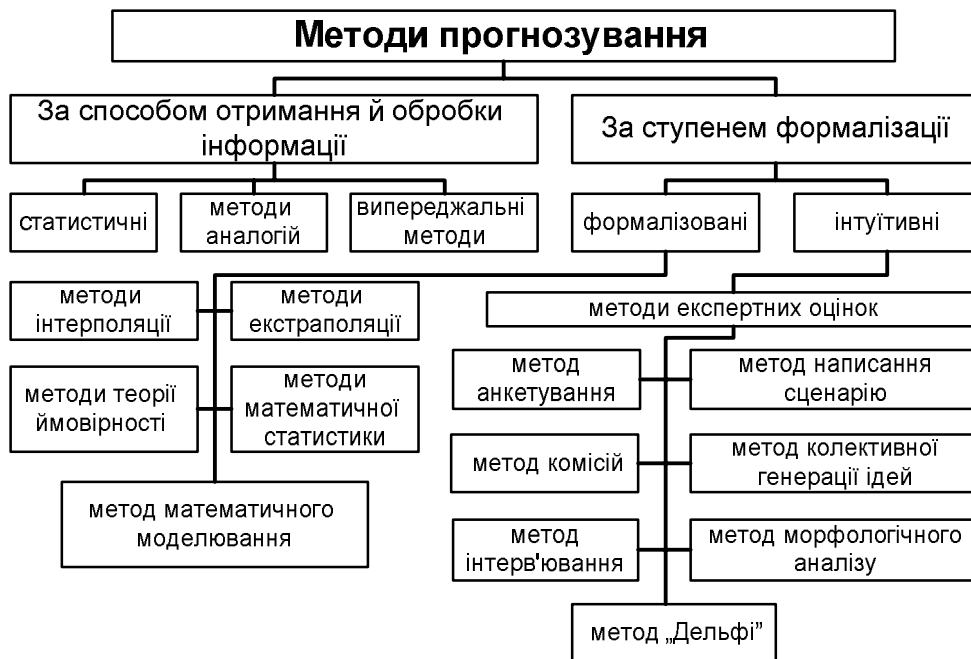 Методи прогнозування
За способом отримання й обробки
інформації
За ступенем формалізації
статистичні
методи
аналогій
випереджальні
методи
формалізовані
інтуїтивні
методи
інтерполяції
методи
екстраполяції
методи теорії
ймовірності
методи
математичної
статистики
метод математичного
моделювання
методи експертних оцінок
метод
анкетування
метод написання
сценарію
метод комісій
метод колективної
генерації ідей
метод
інтерв'ювання
метод морфологічного
аналізу
метод „Дельфі”